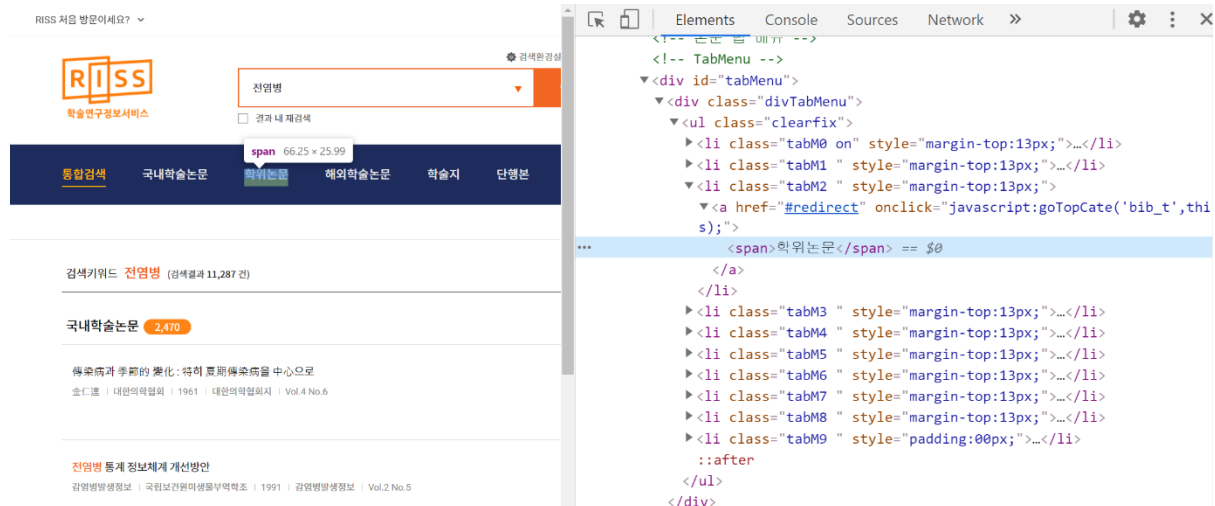 RISS 처음 방문이세요?
검색환경설
RISS
학술연구정보서비스
전염병
결과 내 재검색
span 66.25 × 25.99
통합검색 국내학술논문 학위논문 해외학술논문 학술지 단행본
검색키워드 전염병 (검색결과 11,287 건)
국내학술논문 2,470
傳染病과 季節的 變化 : 特히 夏期傳染病을 中心으로
金仁達 | 대한의학협회 | 1961 | 대한의학협회지 | Vol.4 No.6
전염병 통계 정보체계 개선방안
감염병발생정보 | 국립보건원미생물부역학조 | 1991 | 감염병발생정보 | Vol.2 No.5
Elements Console Sources Network »
<!-- 논문 탭 메뉴 -->
<!-- TabMenu -->
▼<div id="tabMenu">
▼<div class="divTabMenu">
▼<ul class="clearfix">
▶<li class="tabM0 on" style="margin-top:13px;">…</li>
▶<li class="tabM1 " style="margin-top:13px;">…</li>
▼<li class="tabM2 " style="margin-top:13px;">
▼<a href="#redirect" onclick="javascript:goTopCate('bib_t',thi
s);">
… <span>학위논문</span> == $0
</a>
</li>
▶<li class="tabM3 " style="margin-top:13px;">…</li>
▶<li class="tabM4 " style="margin-top:13px;">…</li>
▶<li class="tabM5 " style="margin-top:13px;">…</li>
▶<li class="tabM6 " style="margin-top:13px;">…</li>
▶<li class="tabM7 " style="margin-top:13px;">…</li>
▶<li class="tabM8 " style="margin-top:13px;">…</li>
▶<li class="tabM9 " style="padding:00px;">…</li>
::after
</ul>
</div>